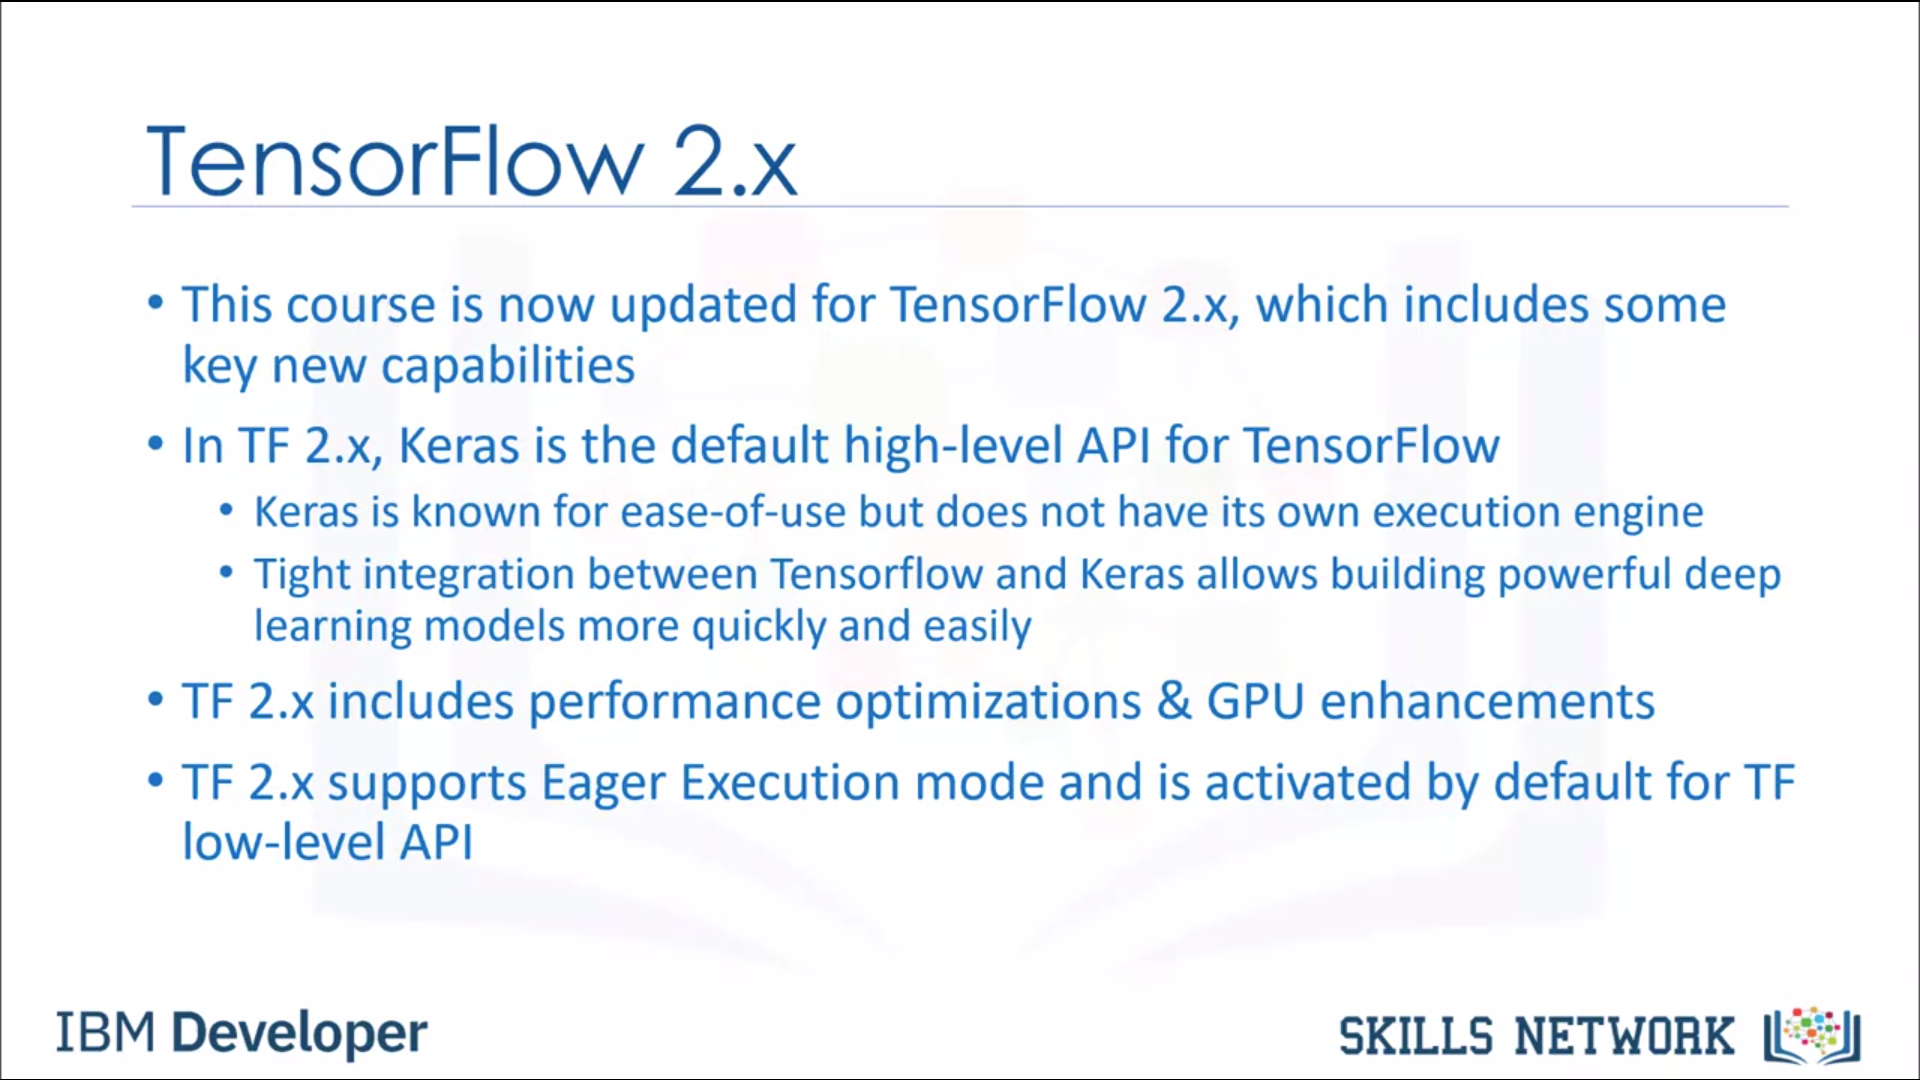 TensorFlow 2.x
• This course is now updated for TensorFlow 2.x, which includes some
key new capabilities
• In TF 2.x, Keras is the default high-level API for TensorFlow
• Keras is known for ease-of-use but does not have its own execution engine
• Tight integration between Tensorflow and Keras allows building powerful deep
learning models more quickly and easily
• TF 2.x includes performance optimizations & GPU enhancements
• TF 2.x supports Eager Execution mode and is activated by default for TF
low-level API
IBM Developer
SKILLS NETWORK